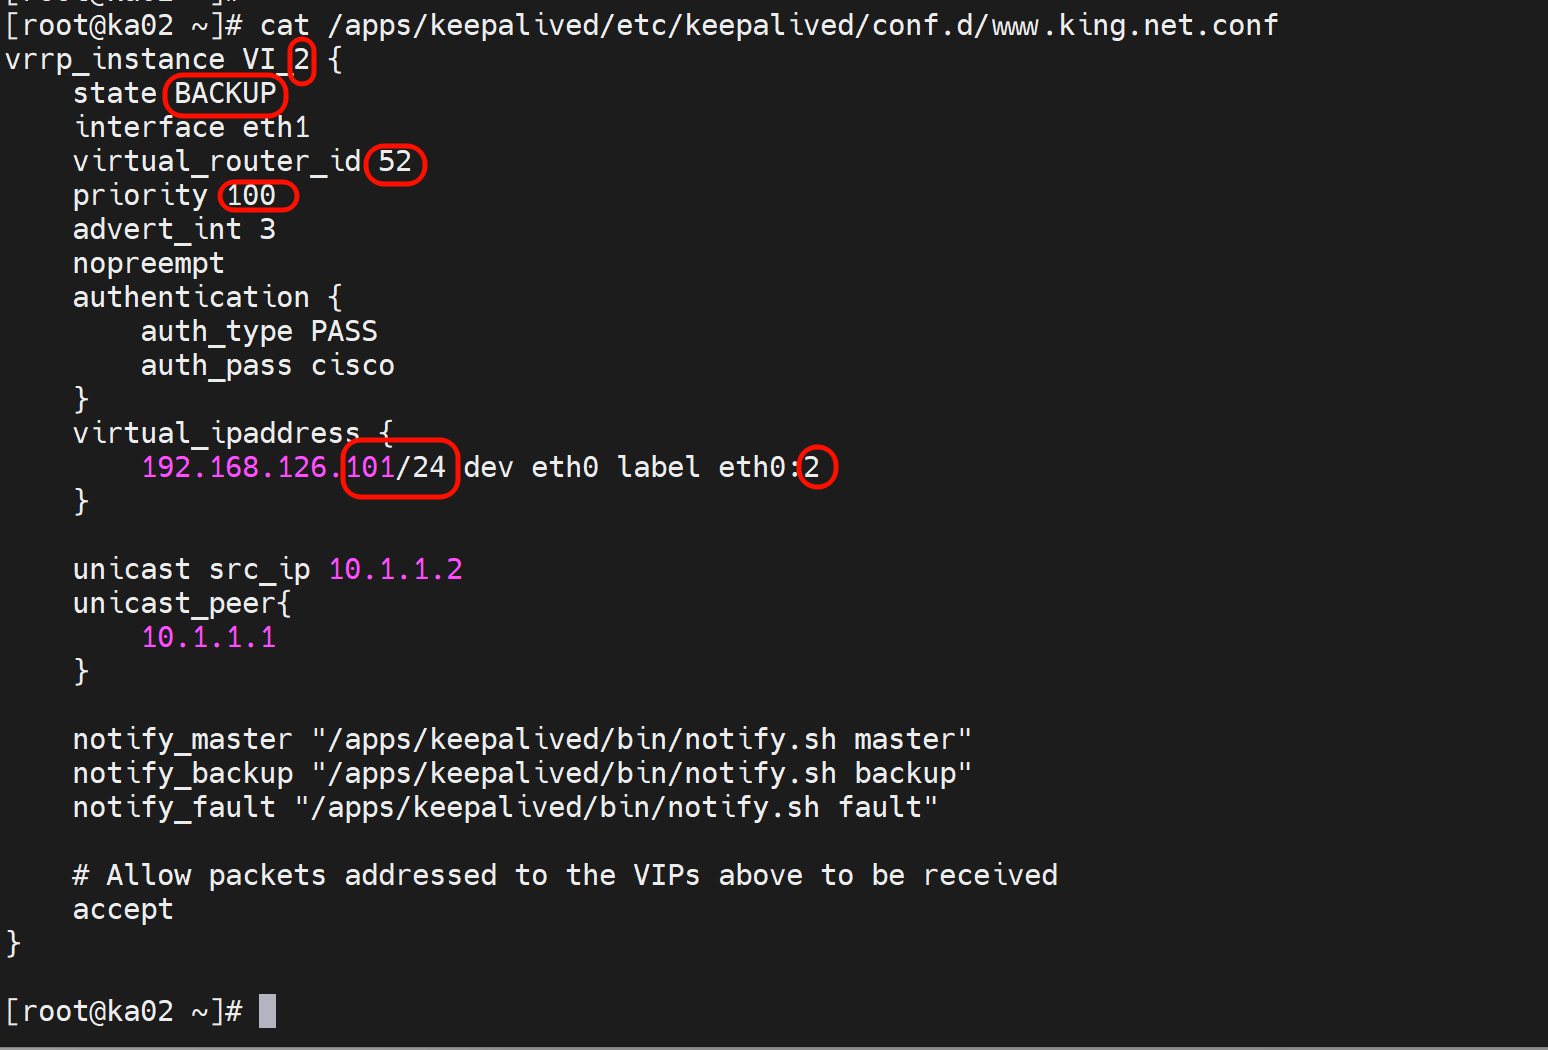 [root@ka02 ~]# cat /apps/keepalived/etc/keepalived/conf.d/www.king.net.conf
vrrp_instance VI_2 {
    state BACKUP
    interface eth1
    virtual_router_id 52
    priority 100
    advert_int 3
    nopreempt
    authentication {
        auth_type PASS
        auth_pass cisco
    }
    virtual_ipaddress {
        192.168.126.101/24 dev eth0 label eth0:2
    }

    unicast src_ip 10.1.1.2
    unicast_peer{
        10.1.1.1
    }

    notify_master "/apps/keepalived/bin/notify.sh master"
    notify_backup "/apps/keepalived/bin/notify.sh backup"
    notify_fault "/apps/keepalived/bin/notify.sh fault"

    # Allow packets addressed to the VIPs above to be received
    accept
}

[root@ka02 ~]#